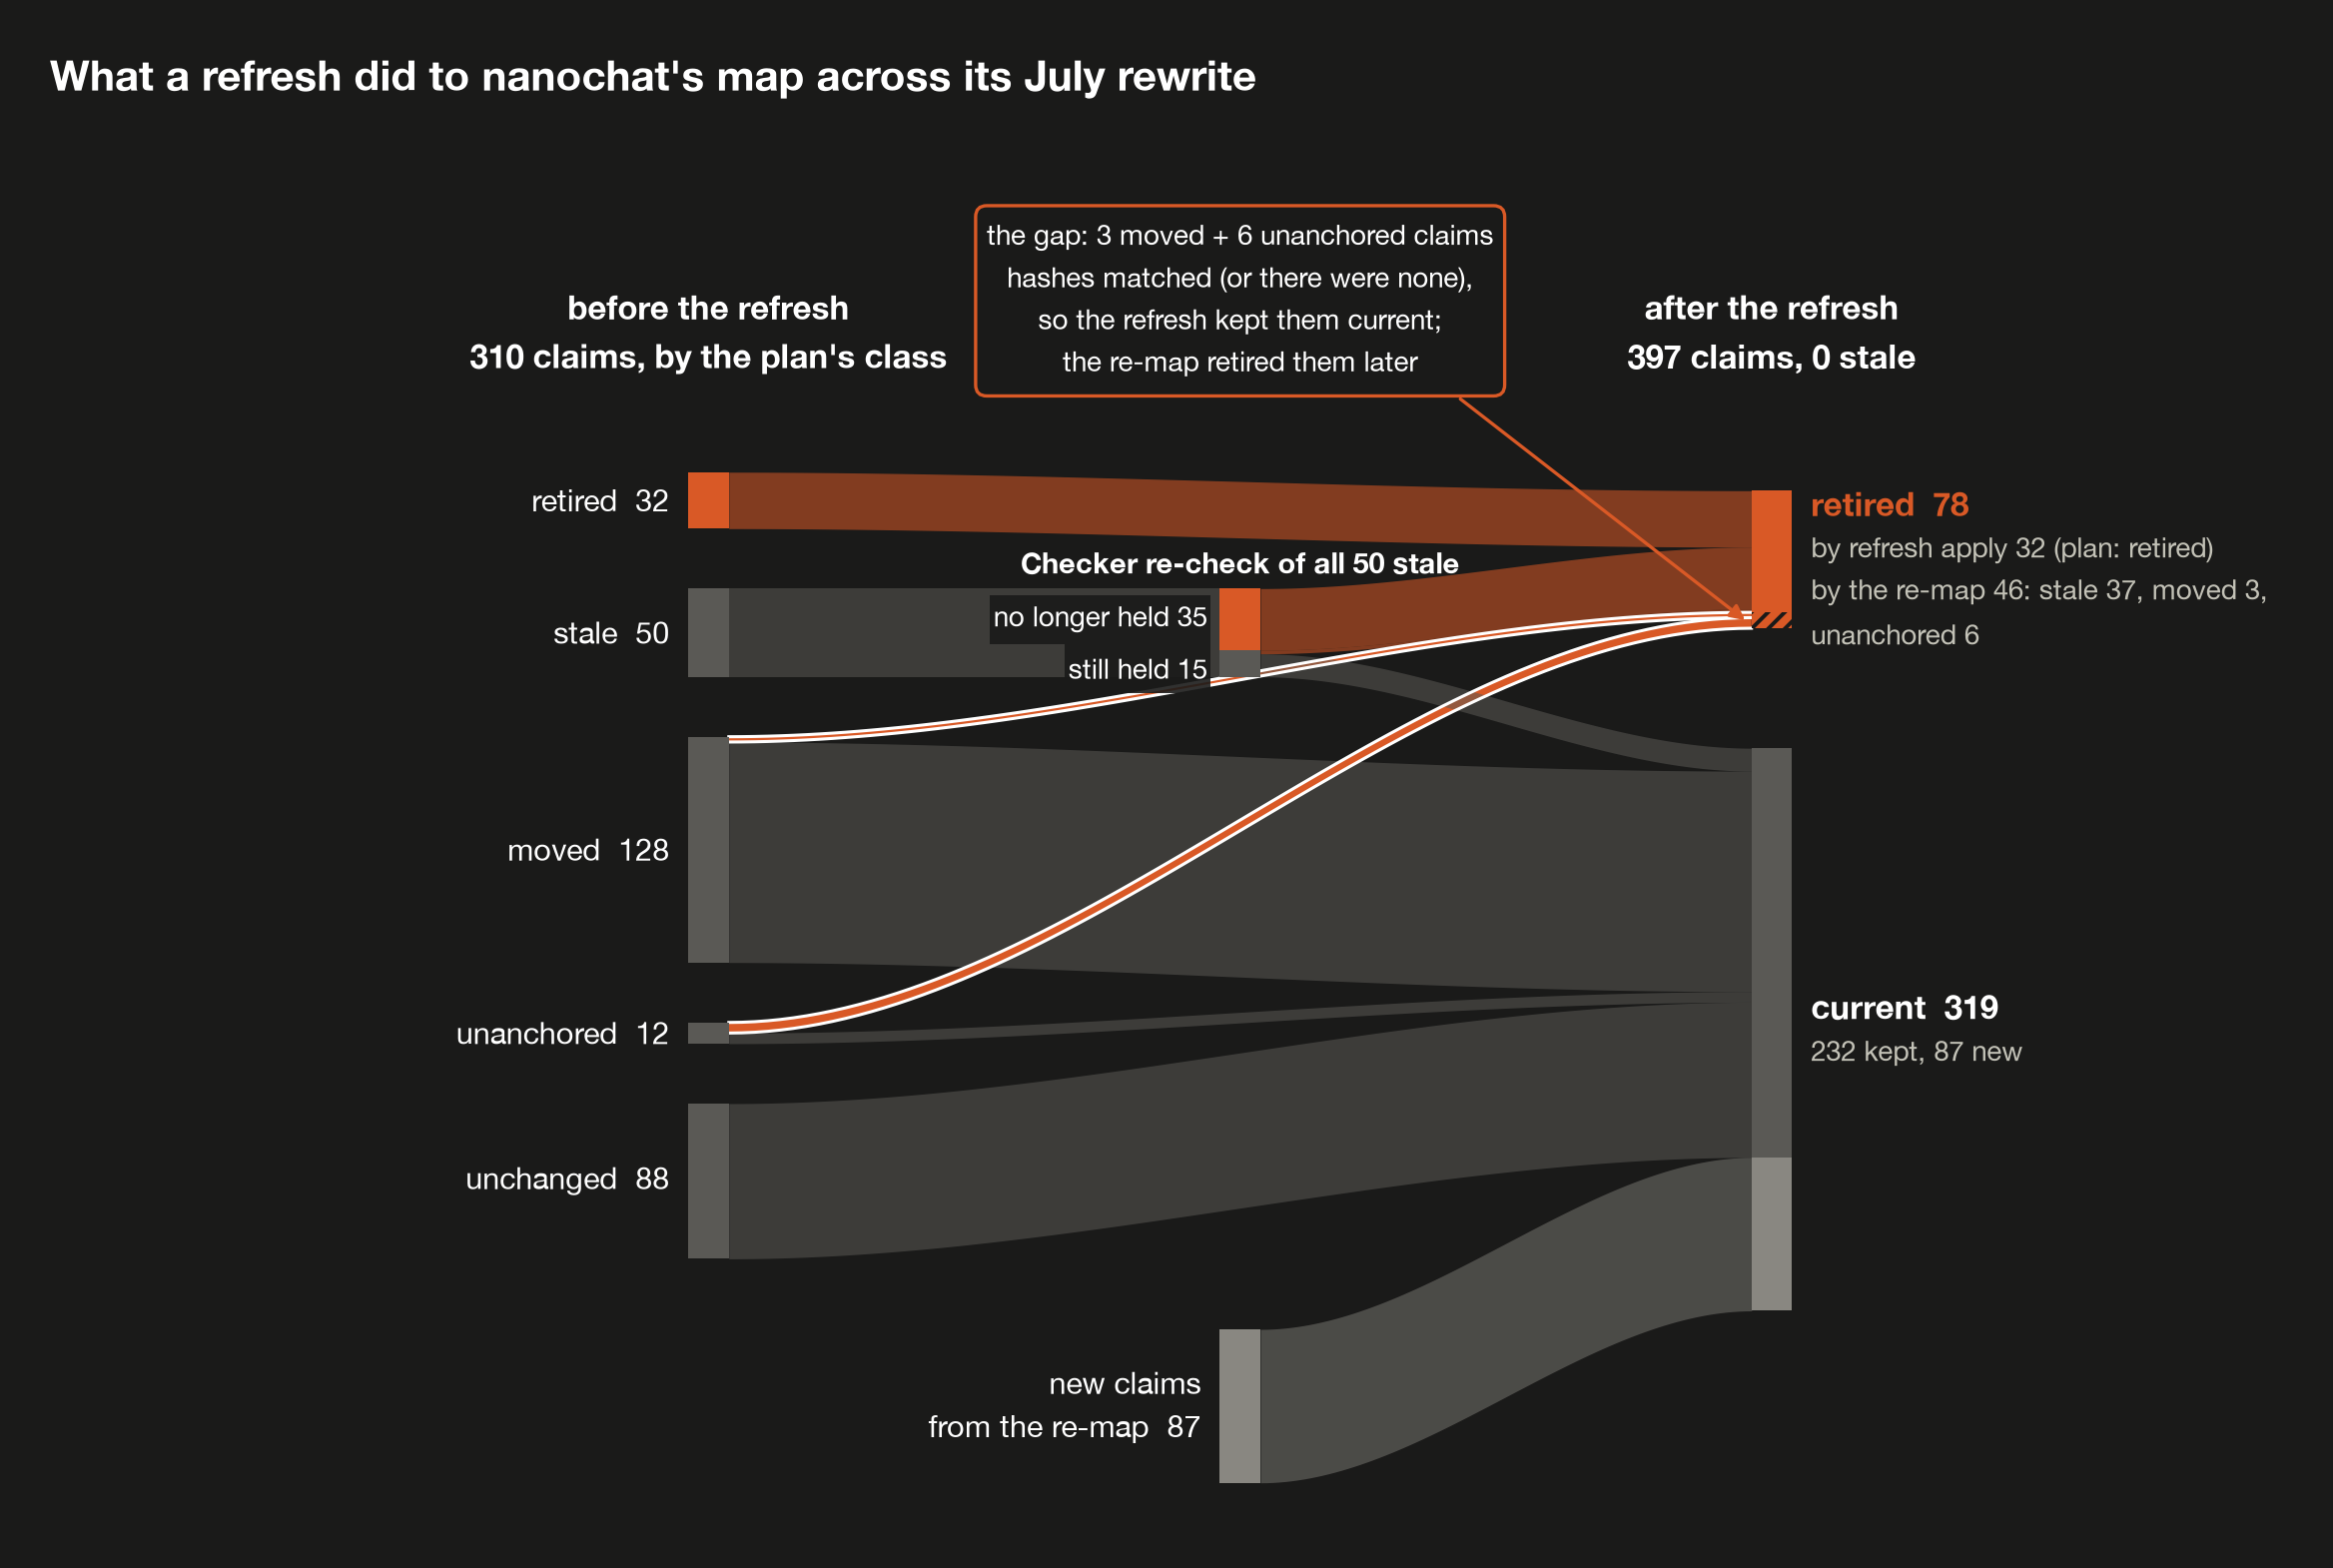 What a refresh did to nanochat's map across its July rewrite
the gap: 3 moved + 6 unanchored claims
hashes matched (or there were none),
so the refresh kept them current;
the re-map retired them later
before the refresh
310 claims, by the plan's class
after the refresh
397 claims, 0 stale
retired 32
Checker re-check of all 50 stale
stale 50
no longer held 35
still held 15
moved 128
unanchored 12
unchanged 88
new claims
from the re-map 87
retired 78
by refresh apply 32 (plan: retired)
by the re-map 46: stale 37, moved 3,
unanchored 6
current 319
232 kept, 87 new